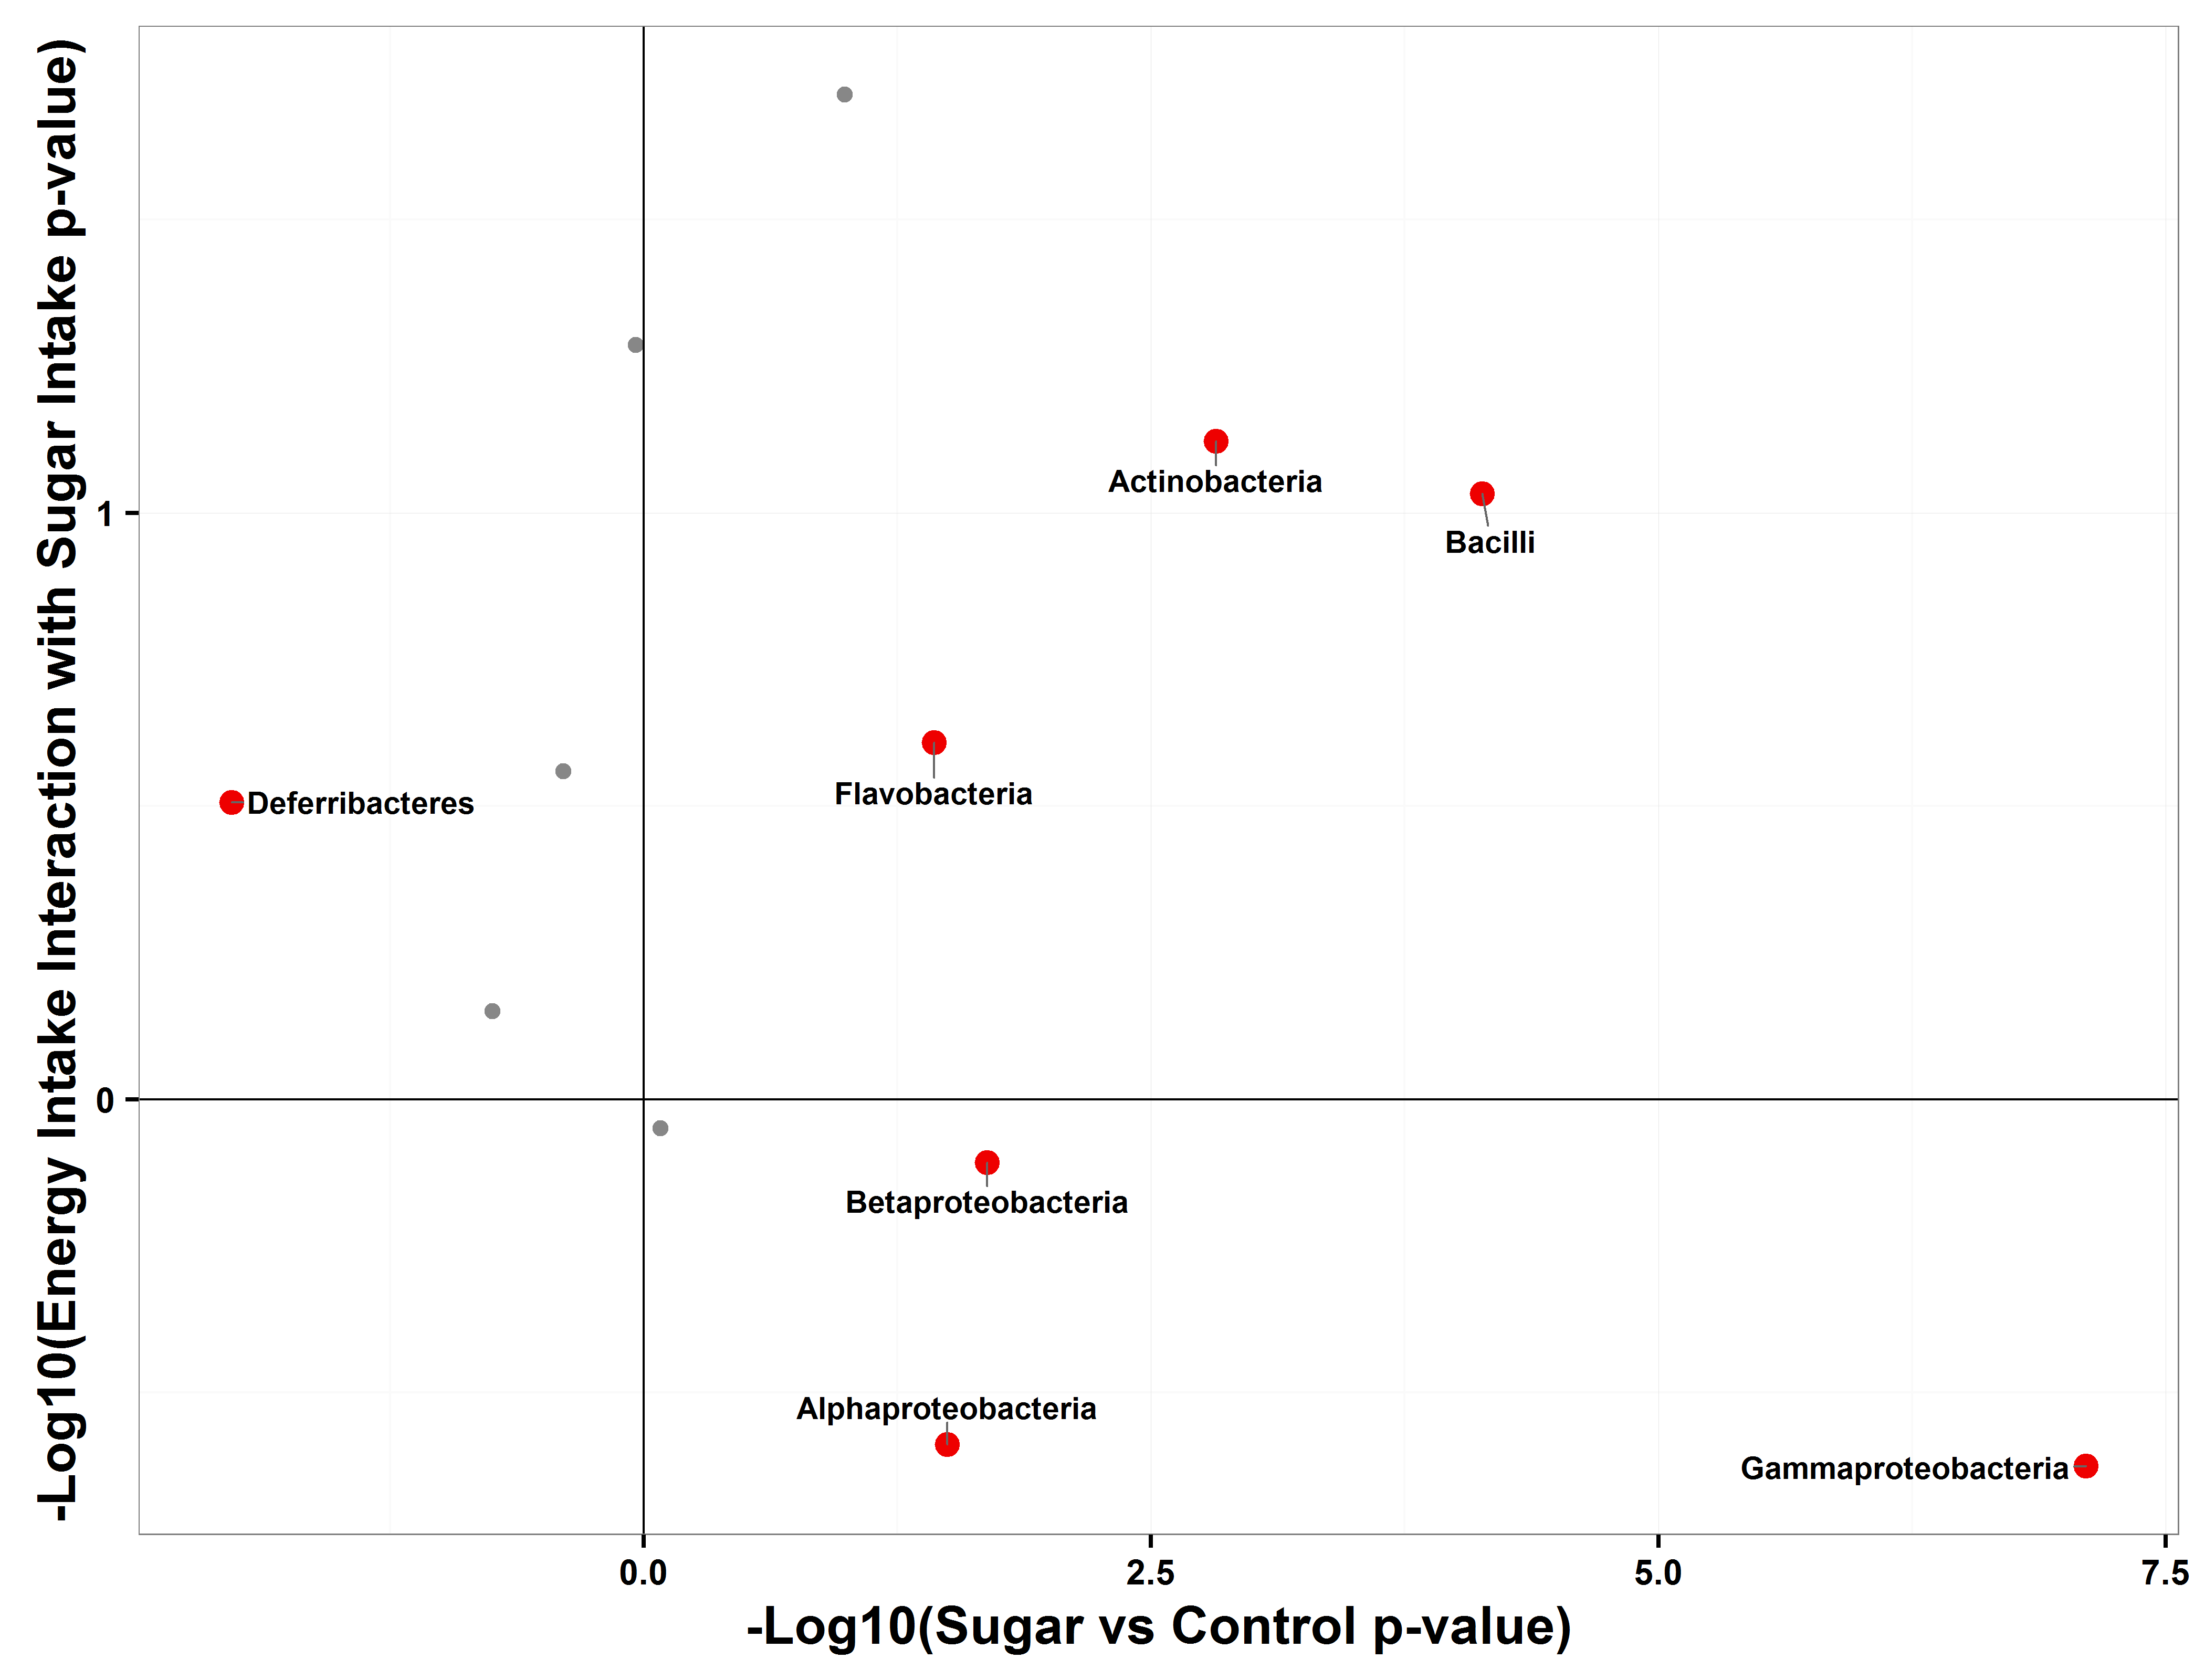 -Log10(Energy Intake Interaction with Sugar Intake p-value)
1
0
Actinobacteria
Bacilli
Flavobacteria
Deferribacteres
Betaproteobacteria
Alphaproteobacteria
Gammaproteobacteria
0.0 2.5 5.0 7.5
-Log10(Sugar vs Control p-value)